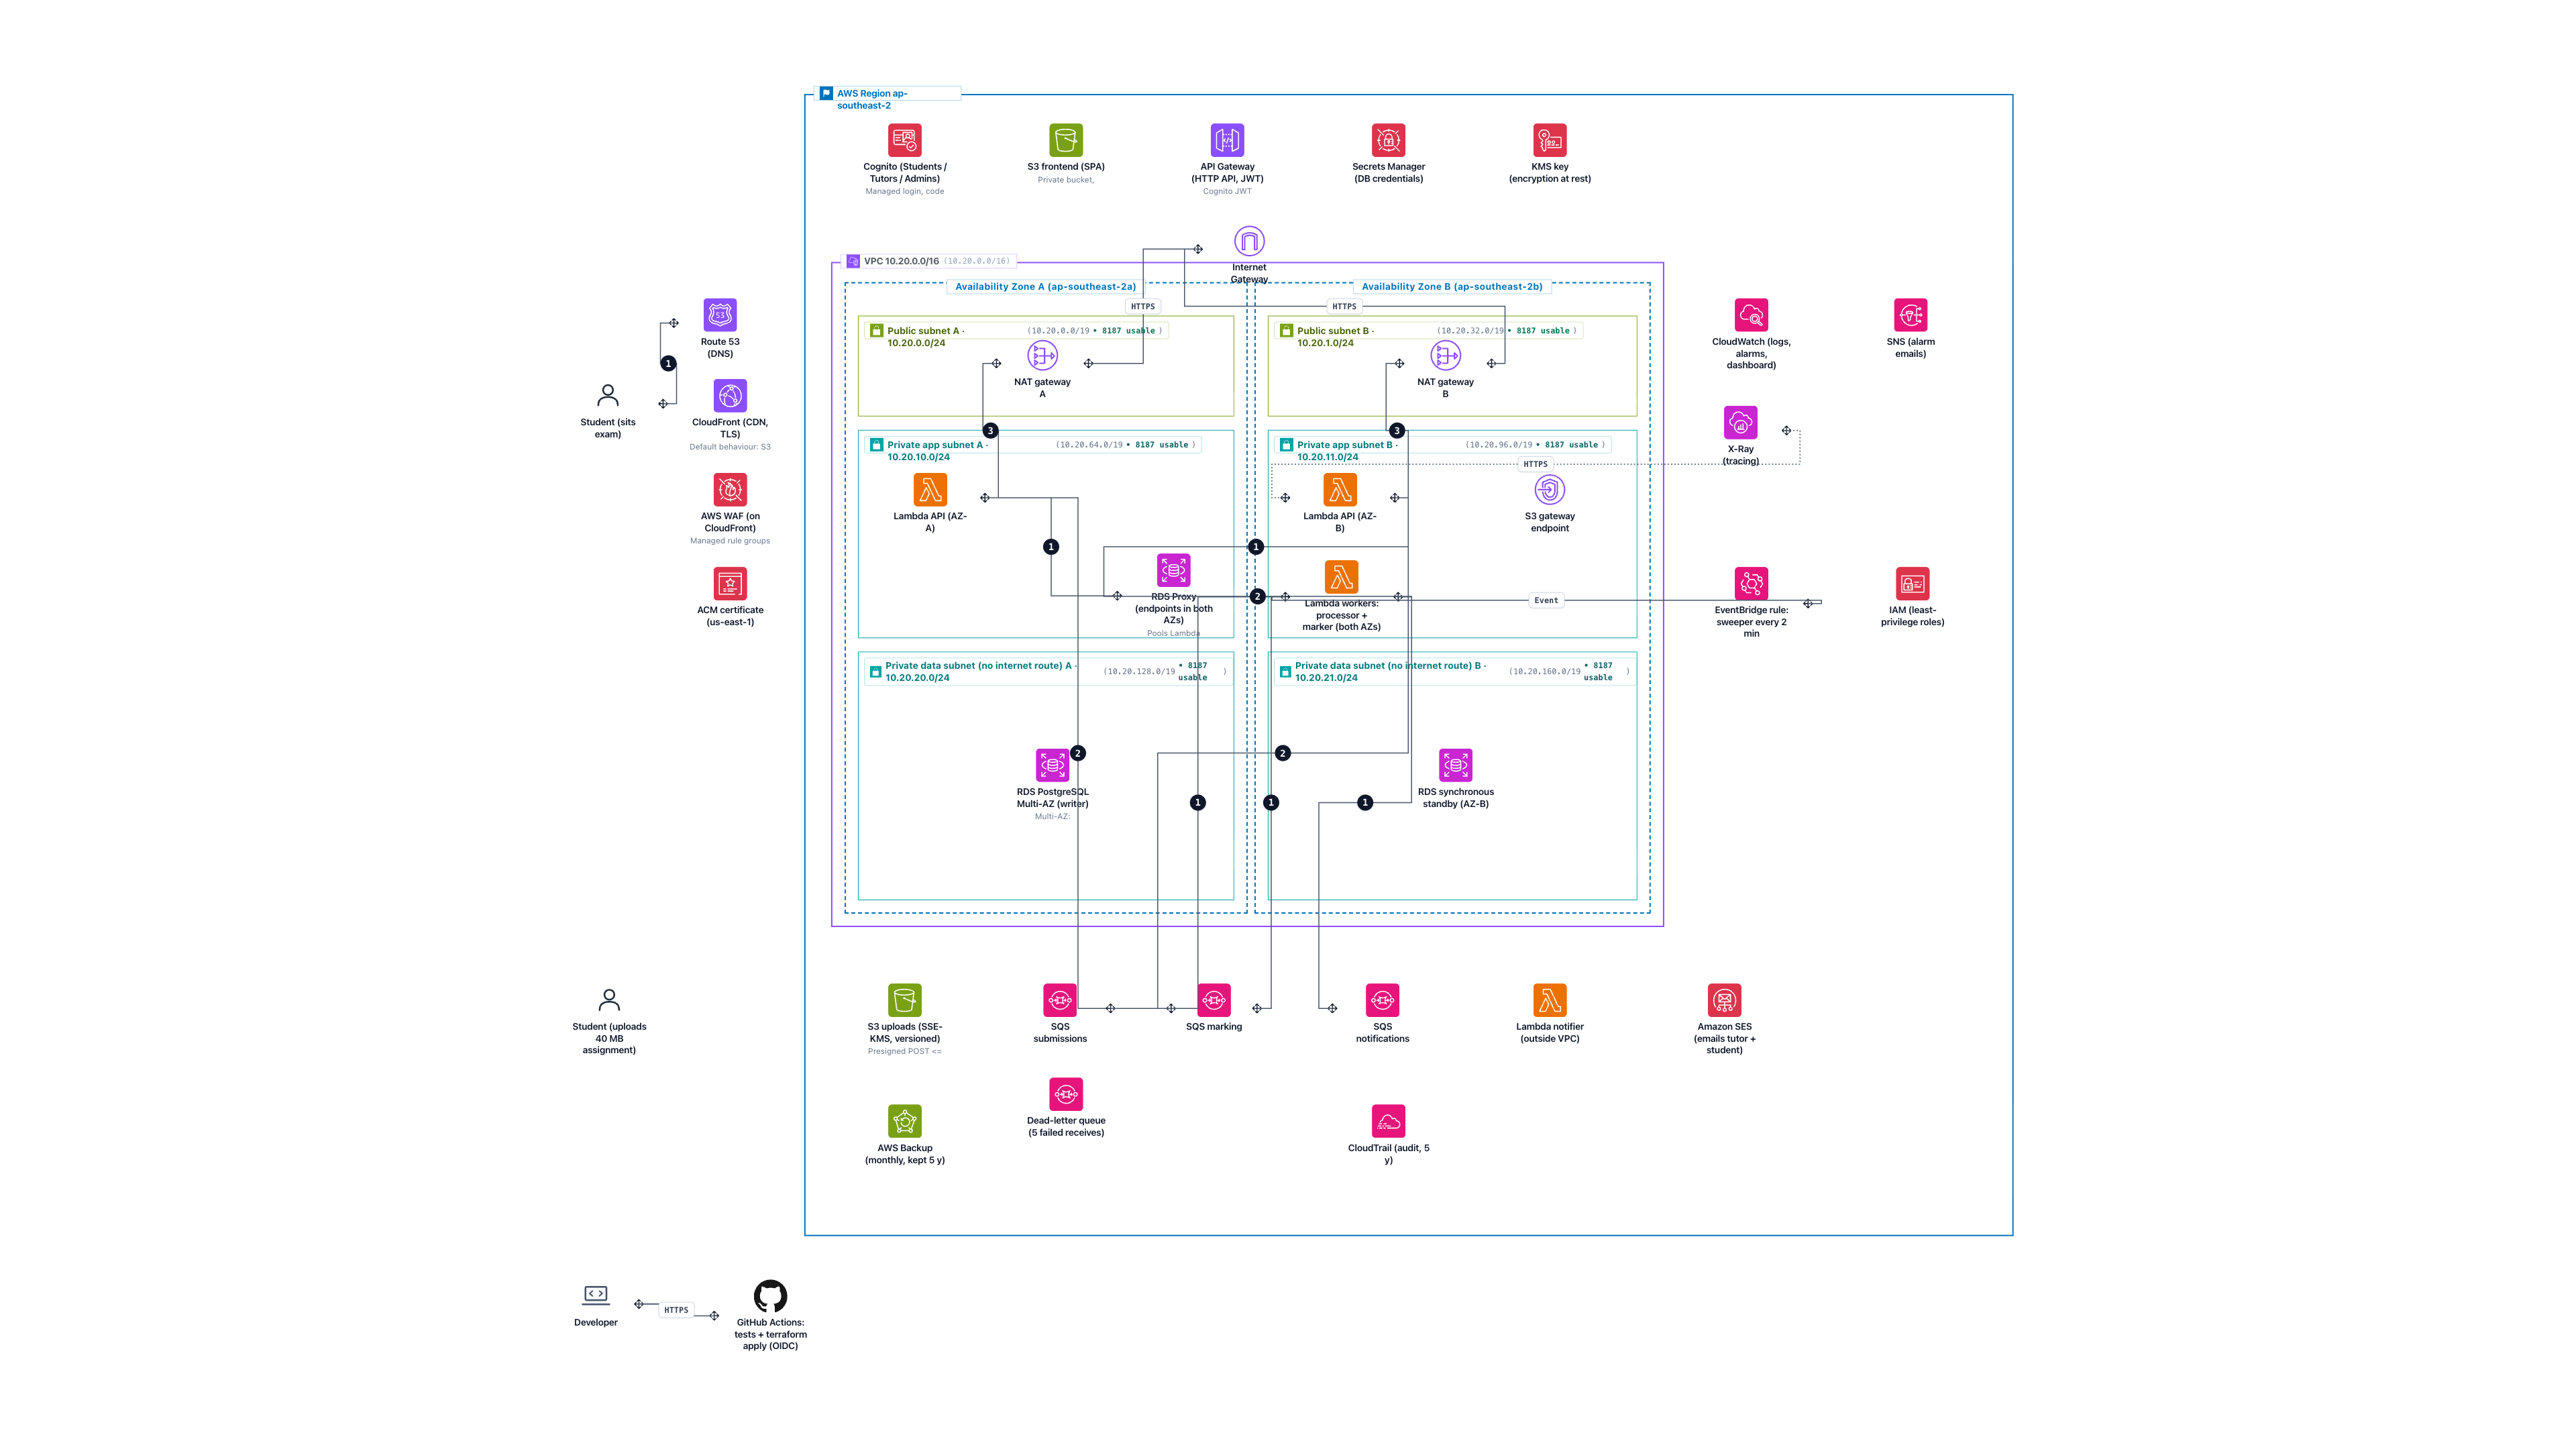 AWS Region ap-
southeast-2
Cognito (Students /
Tutors / Admins)
Managed login, code
S3 frontend (SPA)
Private bucket,
API Gateway
(HTTP API, JWT)
Cognito JWT
Secrets Manager
(DB credentials)
KMS key
(encryption at rest)
Internet
Gateway
VPC 10.20.0.0/16 (10.20.0.0/16)
Availability Zone A (ap-southeast-2a)
Availability Zone B (ap-southeast-2b)
HTTPS
HTTPS
Public subnet A ·
10.20.0.0/24
(10.20.0.0/19 • 8187 usable )
Public subnet B ·
10.20.1.0/24
(10.20.32.0/19 • 8187 usable )
NAT gateway
A
NAT gateway
B
53
Route 53
(DNS)
1
Student (sits
exam)
CloudFront (CDN,
TLS)
Default behaviour: S3
AWS WAF (on
CloudFront)
Managed rule groups
ACM certificate
(us-east-1)
CloudWatch (logs,
alarms,
dashboard)
SNS (alarm
emails)
X-Ray
(tracing)
3
3
Private app subnet A ·
10.20.10.0/24
(10.20.64.0/19 • 8187 usable )
Private app subnet B ·
10.20.11.0/24
(10.20.96.0/19 • 8187 usable )
HTTPS
Lambda API (AZ-
A)
Lambda API (AZ-
B)
S3 gateway
endpoint
1
1
RDS Proxy
(endpoints in both
AZs)
Pools Lambda
2
Lambda workers:
processor +
marker (both AZs)
Event
EventBridge rule:
sweeper every 2
min
IAM (least-
privilege roles)
Private data subnet (no internet route) A ·
10.20.20.0/24
(10.20.128.0/19 • 8187
usable )
Private data subnet (no internet route) B ·
10.20.21.0/24
(10.20.160.0/19 • 8187
usable )
2
2
RDS PostgreSQL
Multi-AZ (writer)
Multi-AZ:
1
1
1
RDS synchronous
standby (AZ-B)
Student (uploads
40 MB
assignment)
S3 uploads (SSE-
KMS, versioned)
Presigned POST <=
SQS
submissions
SQS marking
SQS
notifications
Lambda notifier
(outside VPC)
Amazon SES
(emails tutor +
student)
Dead-letter queue
(5 failed receives)
AWS Backup
(monthly, kept 5 y)
CloudTrail (audit, 5
y)
Developer
HTTPS
GitHub Actions:
tests + terraform
apply (OIDC)